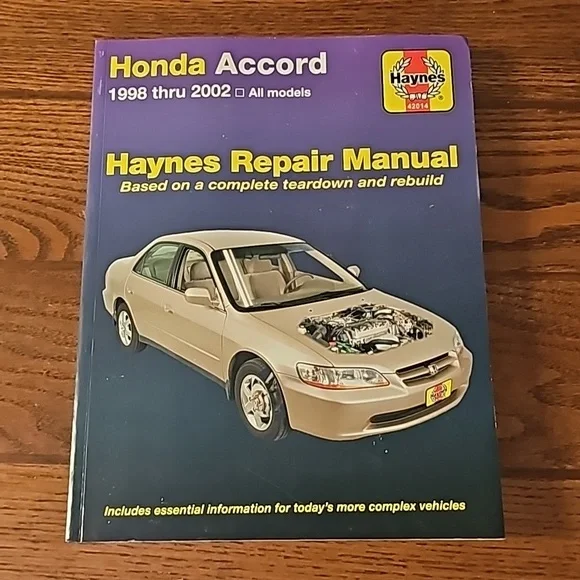 Honda Accord
1998 thru 2002 □ All models
Haynes
42014
Haynes Repair Manual
Based on a complete teardown and rebuild
Includes essential information for today's more complex vehicles